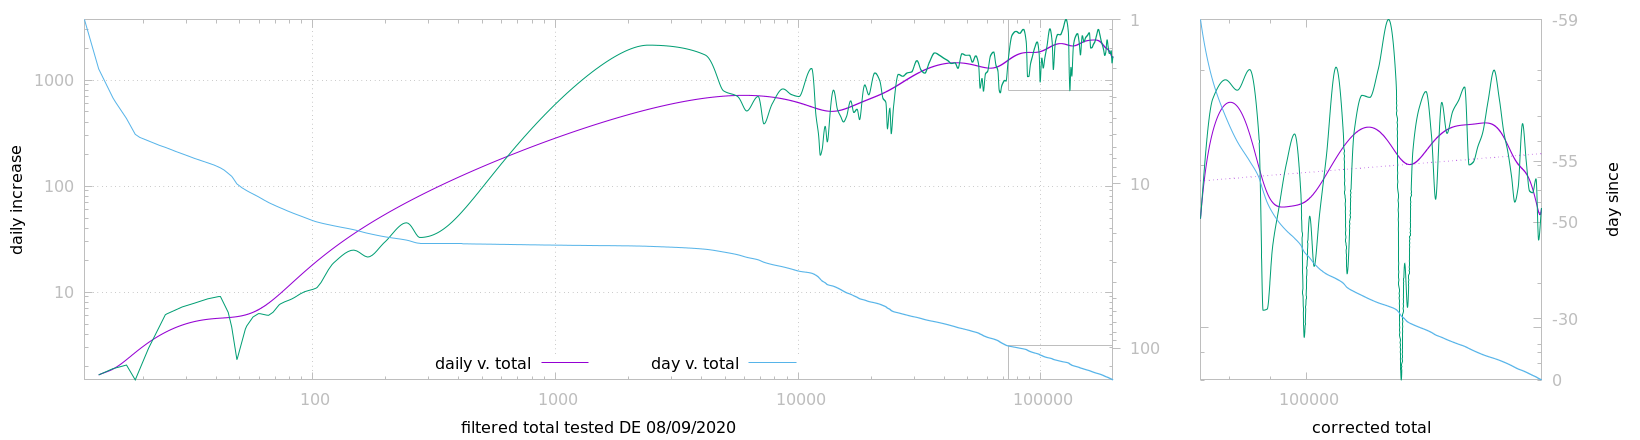 daily increase
1000
100
10
daily v. total
day v. total
100
1000
10000
100000
filtered total tested DE 08/09/2020
1
10
100
-59
-55
-50
-30
0
day since
100000
corrected total